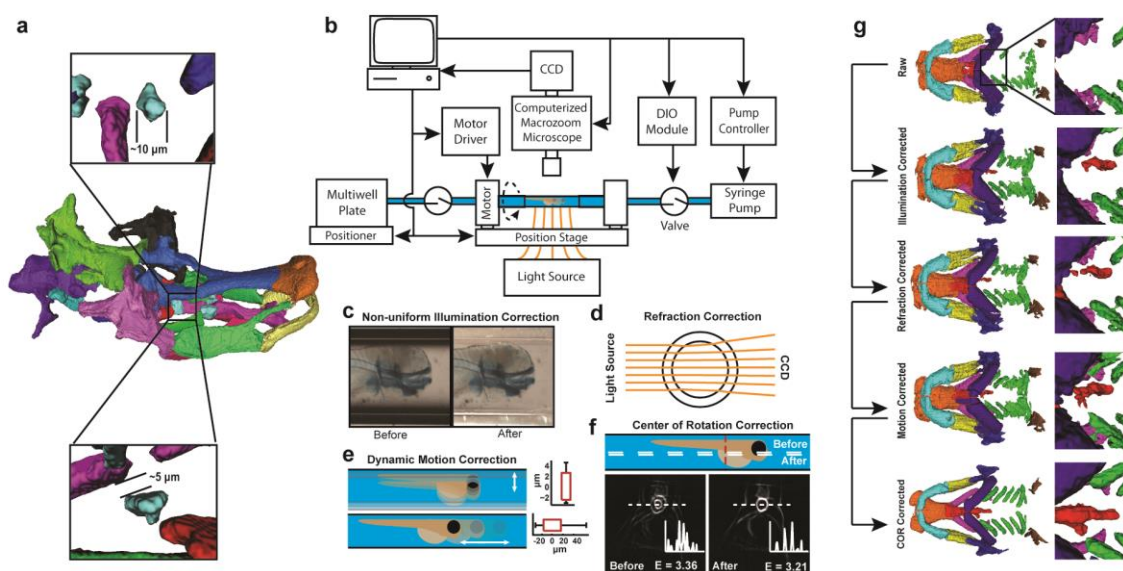 a
~10 μm
~5 μm
b
CCD
Computerized
Macrozoom
Microscope
Motor
Driver
DIO
Module
Pump
Controller
Multiwell
Plate
Positioner
Motor
Position Stage
Valve
Syringe
Pump
Light Source
c
Non-uniform Illumination Correction
Before
After
d
Refraction Correction
Light Source
CCD
e
Dynamic Motion Correction
μm
4
2
0
-2
-20 0 20 40
μm
f
Center of Rotation Correction
Before
After
Before E = 3.36
After E = 3.21
g
Raw
Illumination Corrected
Refraction Corrected
Motion Corrected
COR Corrected